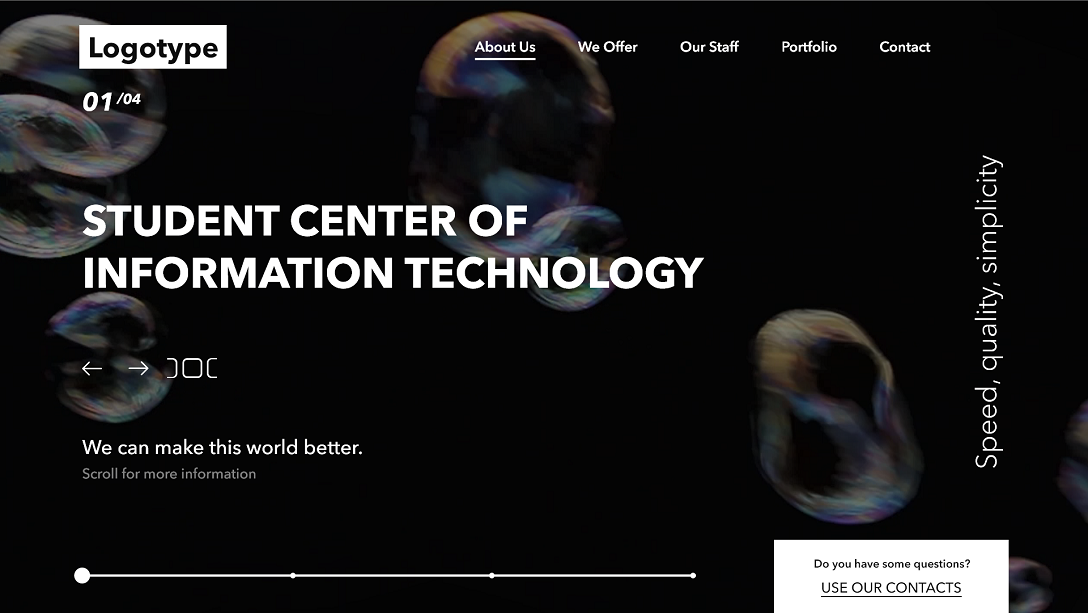 Logotype
About Us
We Offer
Our Staff
Portfolio
Contact
01/04
STUDENT CENTER OF
INFORMATION TECHNOLOGY
Speed, quality, simplicity
We can make this world better.
Scroll for more information
Do you have some questions?
USE OUR CONTACTS